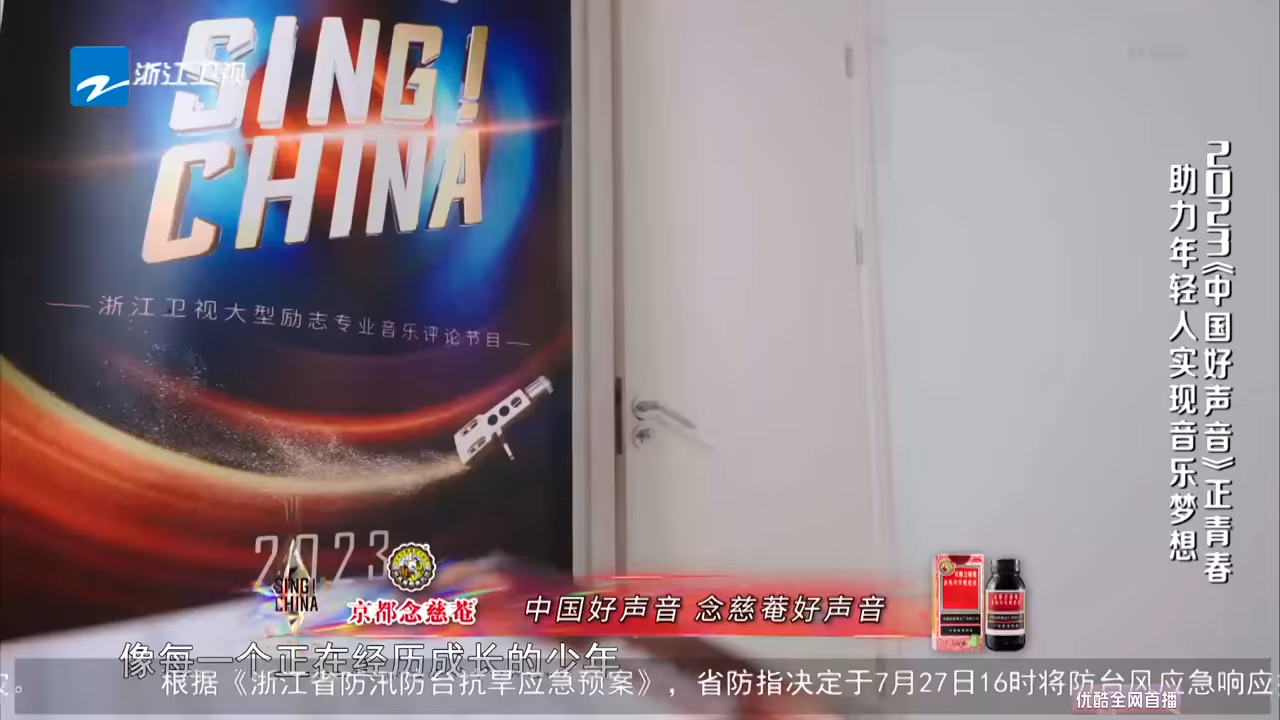 SING!
CHINA
浙江卫视
浙江卫视大型励志专业音乐评论节目
2023
2023《中国好声音》正青春
助力年轻人实现音乐梦想
SING!
CHINA
京都念慈菴
中国好声音 念慈菴好声音
像每一个正在经历成长的少年
。 根据《浙江省防汛防台抗旱应急预案》，省防指决定于7月27日16时将防台风应急响应
优酷全网首播